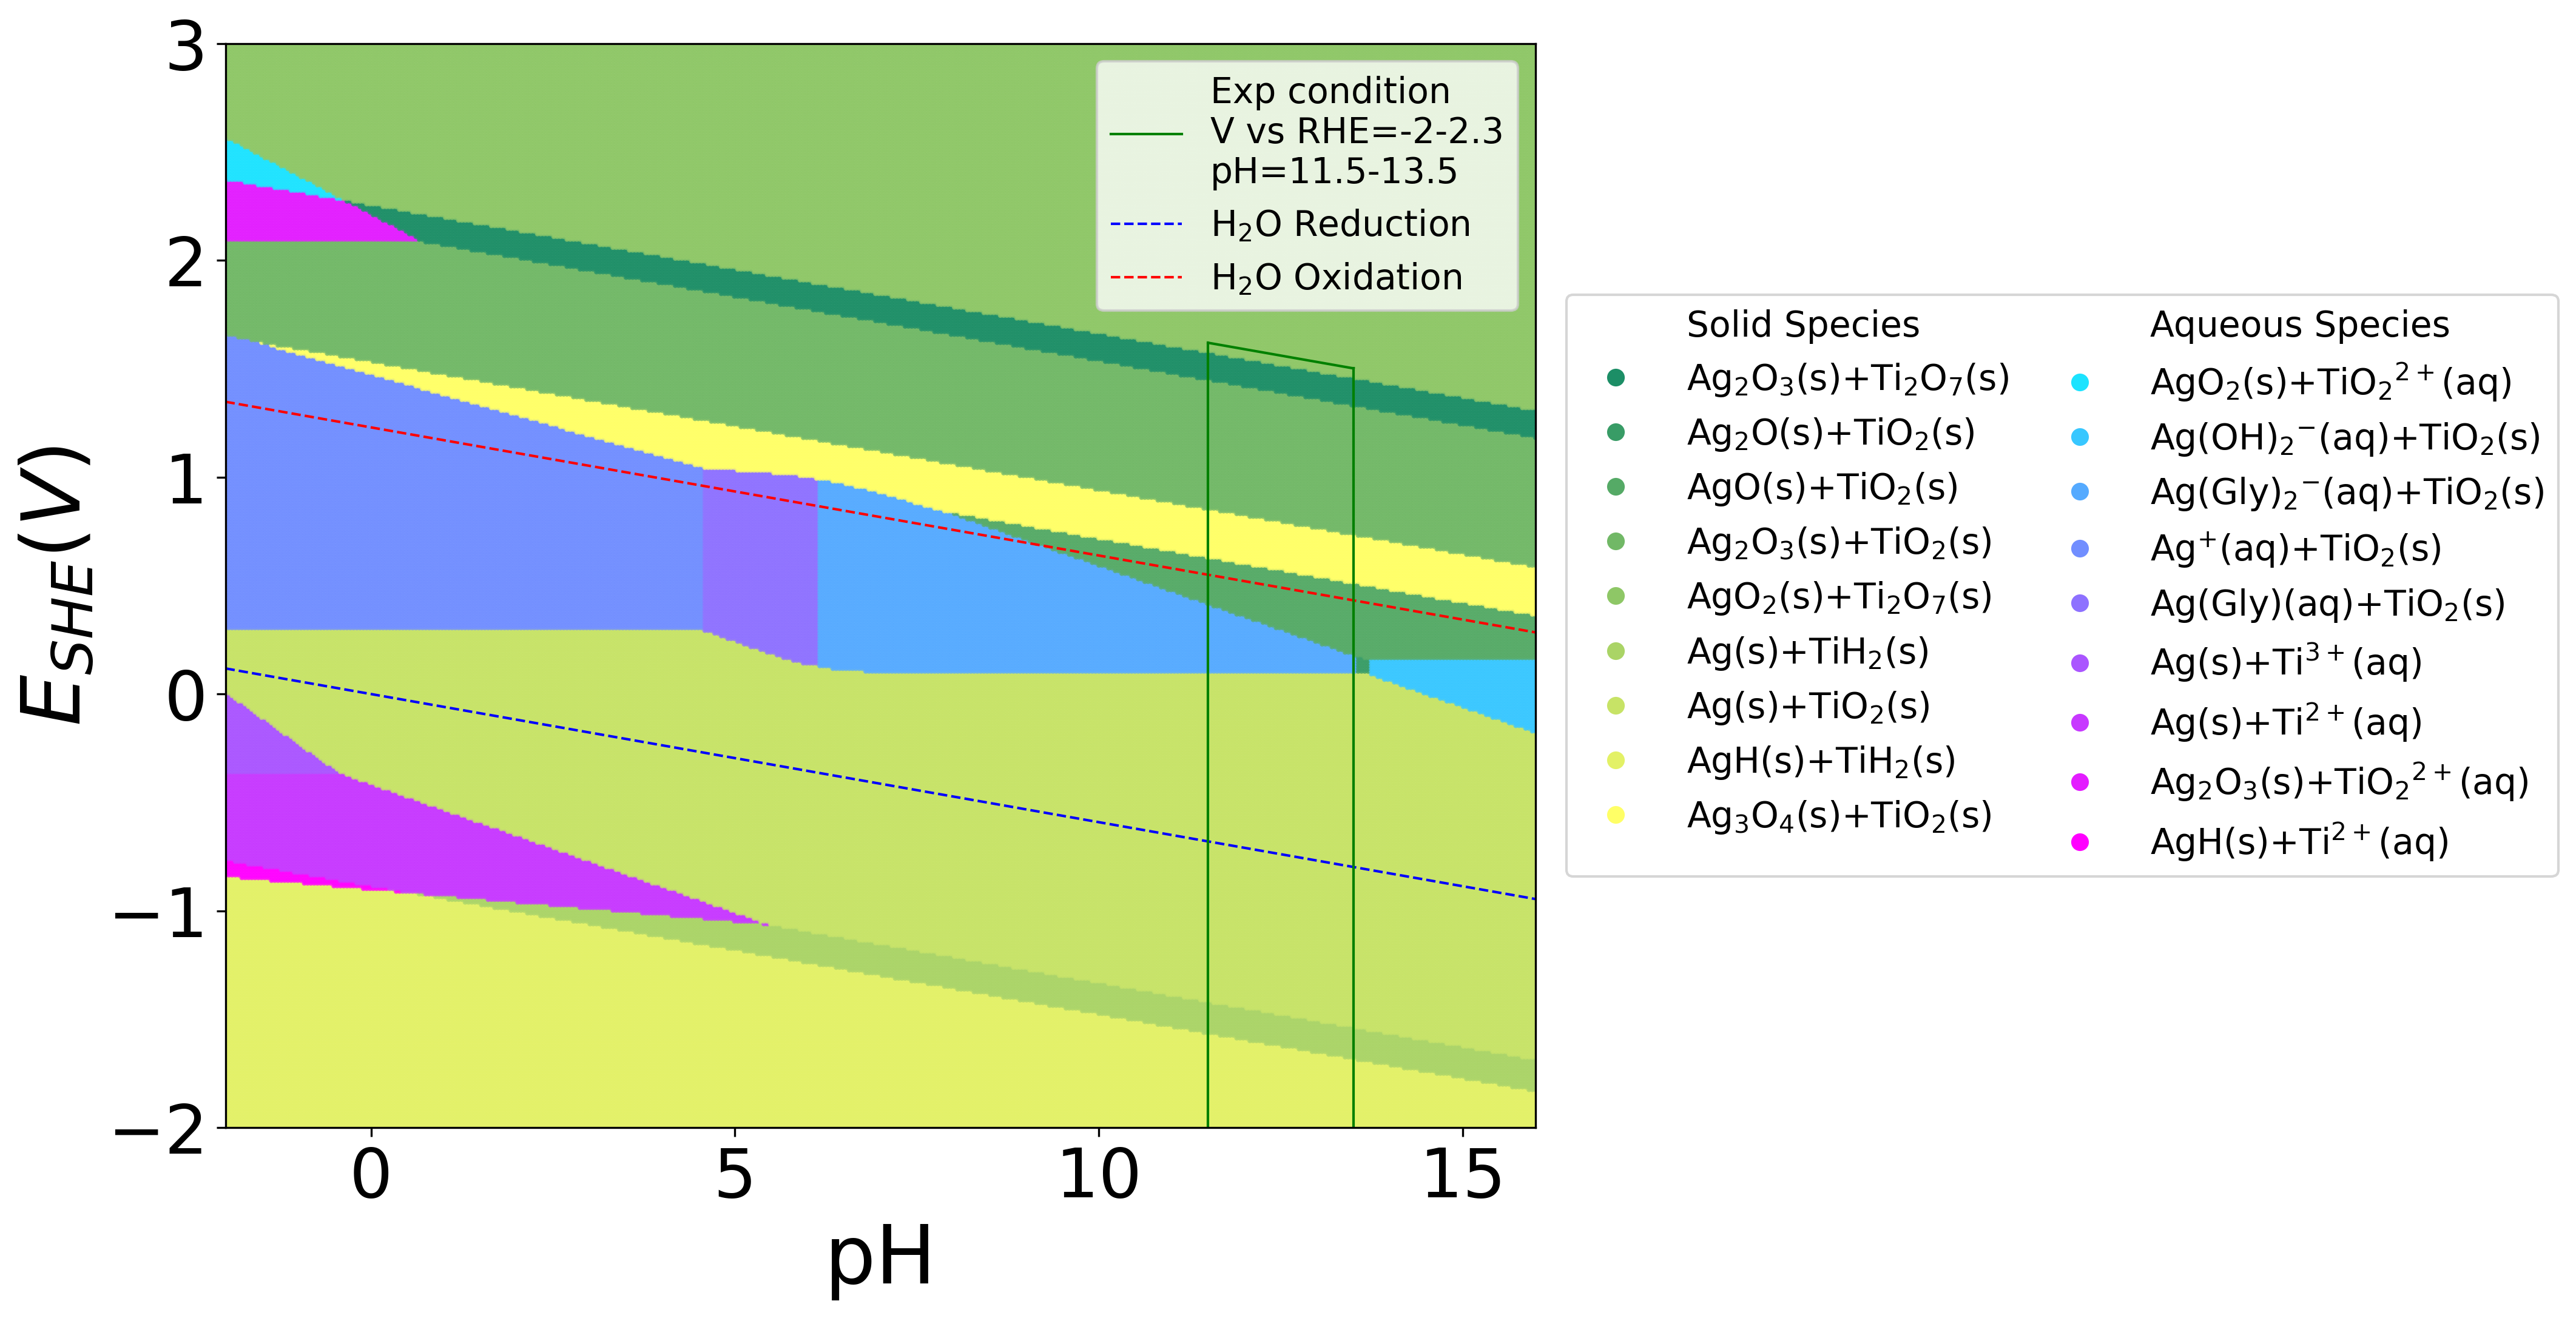 3
2
1
0
−1
−2
E_SHE(V)
0 5 10 15
pH
Exp condition
V vs RHE=-2-2.3
pH=11.5-13.5
H₂O Reduction
H₂O Oxidation
Solid Species
Ag₂O₃(s)+Ti₂O₇(s)
Ag₂O(s)+TiO₂(s)
AgO(s)+TiO₂(s)
Ag₂O₃(s)+TiO₂(s)
AgO₂(s)+Ti₂O₇(s)
Ag(s)+TiH₂(s)
Ag(s)+TiO₂(s)
AgH(s)+TiH₂(s)
Ag₃O₄(s)+TiO₂(s)
Aqueous Species
AgO₂(s)+TiO₂²⁺(aq)
Ag(OH)₂⁻(aq)+TiO₂(s)
Ag(Gly)₂⁻(aq)+TiO₂(s)
Ag⁺(aq)+TiO₂(s)
Ag(Gly)(aq)+TiO₂(s)
Ag(s)+Ti³⁺(aq)
Ag(s)+Ti²⁺(aq)
Ag₂O₃(s)+TiO₂²⁺(aq)
AgH(s)+Ti²⁺(aq)